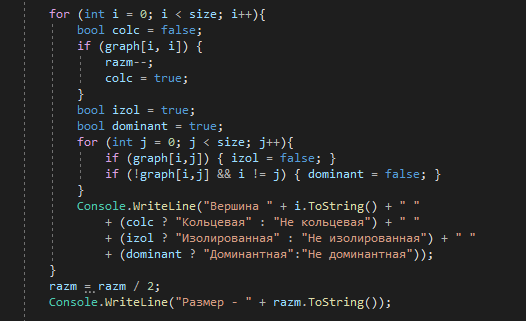 for (int i = 0; i < size; i++){
    bool colc = false;
    if (graph[i, i]) {
        razm--;
        colc = true;
    }
    bool izol = true;
    bool dominant = true;
    for (int j = 0; j < size; j++){
        if (graph[i,j]) { izol = false; }
        if (!graph[i,j] && i != j) { dominant = false; }
    }
    Console.WriteLine("Вершина " + i.ToString() + " "
        + (colc ? "Кольцевая" : "Не кольцевая") + " "
        + (izol ? "Изолированная" : "Не изолированная") + " "
        + (dominant ? "Доминантная":"Не доминантная"));
}
razm = razm / 2;
Console.WriteLine("Размер - " + razm.ToString());